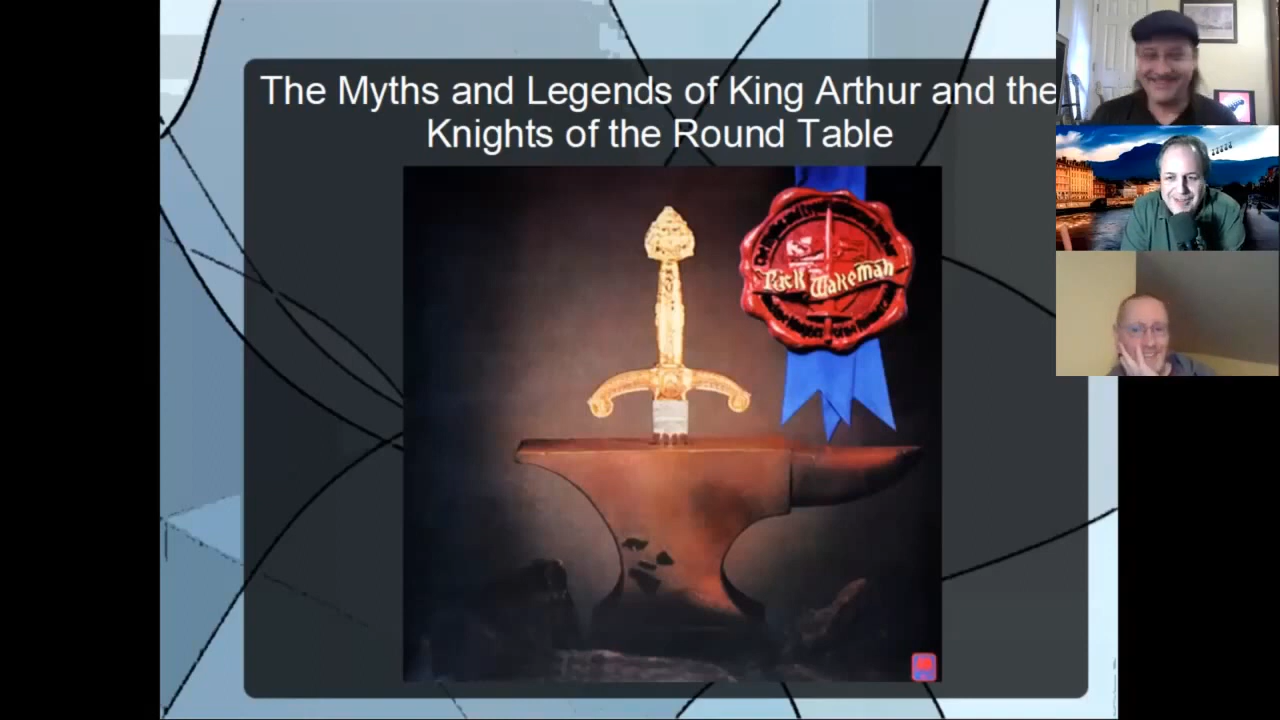 The Myths and Legends of King Arthur and the
Knights of the Round Table
Rick Wakeman